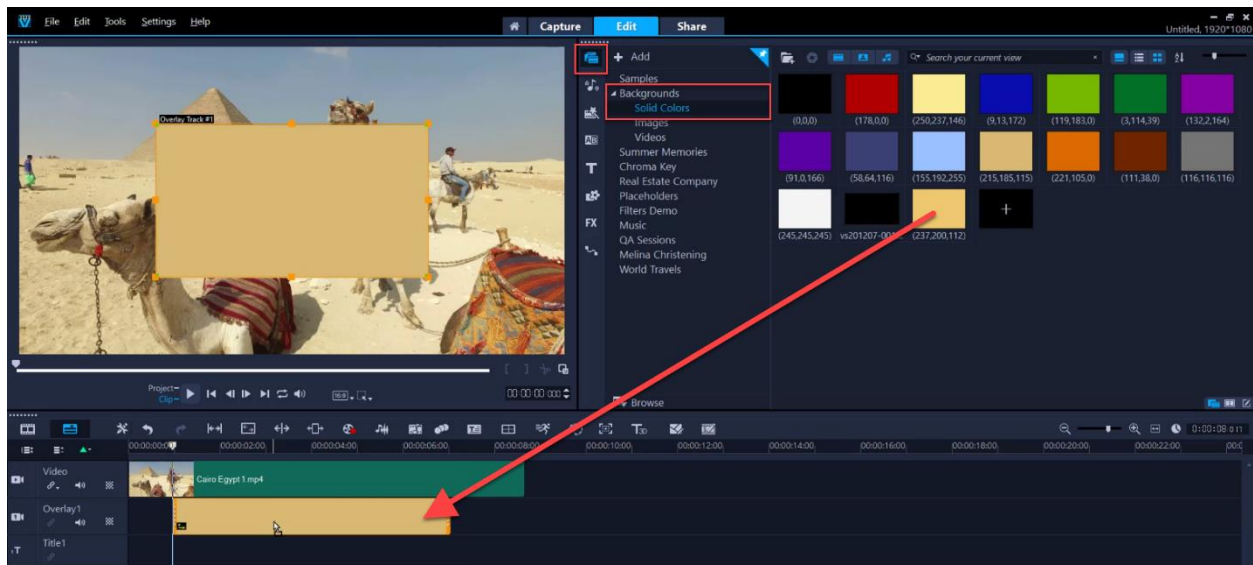 File Edit Tools Settings Help
Capture Edit Share
Untitled, 1920*1080
Overlay Track #1
Add
Samples
Backgrounds
Solid Colors
Images
Videos
Summer Memories
Chroma Key
Real Estate Company
Placeholders
Filters Demo
Music
QA Sessions
Melina Christening
World Travels
Browse
AB
T
FX
Search your current view
(0,0,0) (178,0,0) (250,237,146) (9,13,172) (119,183,0) (3,114,39) (132,2,164)
(91,0,166) (58,64,116) (155,192,255) (215,185,115) (221,105,0) (111,38,0) (116,116,116)
(245,245,245) vs201207-001... (237,200,112)
Project
Clip
16:9
00:00:00:000
T3D
0:00:08:011
00:00:00:00 00:00:02:00 00:00:04:00 00:00:06:00 00:00:08:00 00:00:10:00 00:00:12:00 00:00:14:00 00:00:16:00 00:00:18:00 00:00:20:00 00:00:22:00
Video
Cairo Egypt 1.mp4
Overlay1
Title1